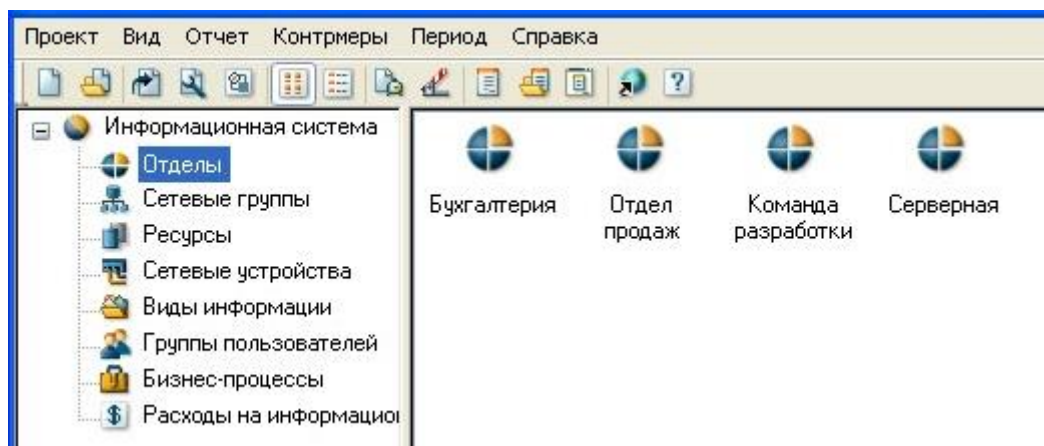 Проект Вид Отчет Контрмеры Период Справка
Информационная система
Отделы
Сетевые группы
Ресурсы
Сетевые устройства
Виды информации
Группы пользователей
Бизнес-процессы
Расходы на информацио
Бухгалтерия
Отдел
продаж
Команда
разработки
Серверная